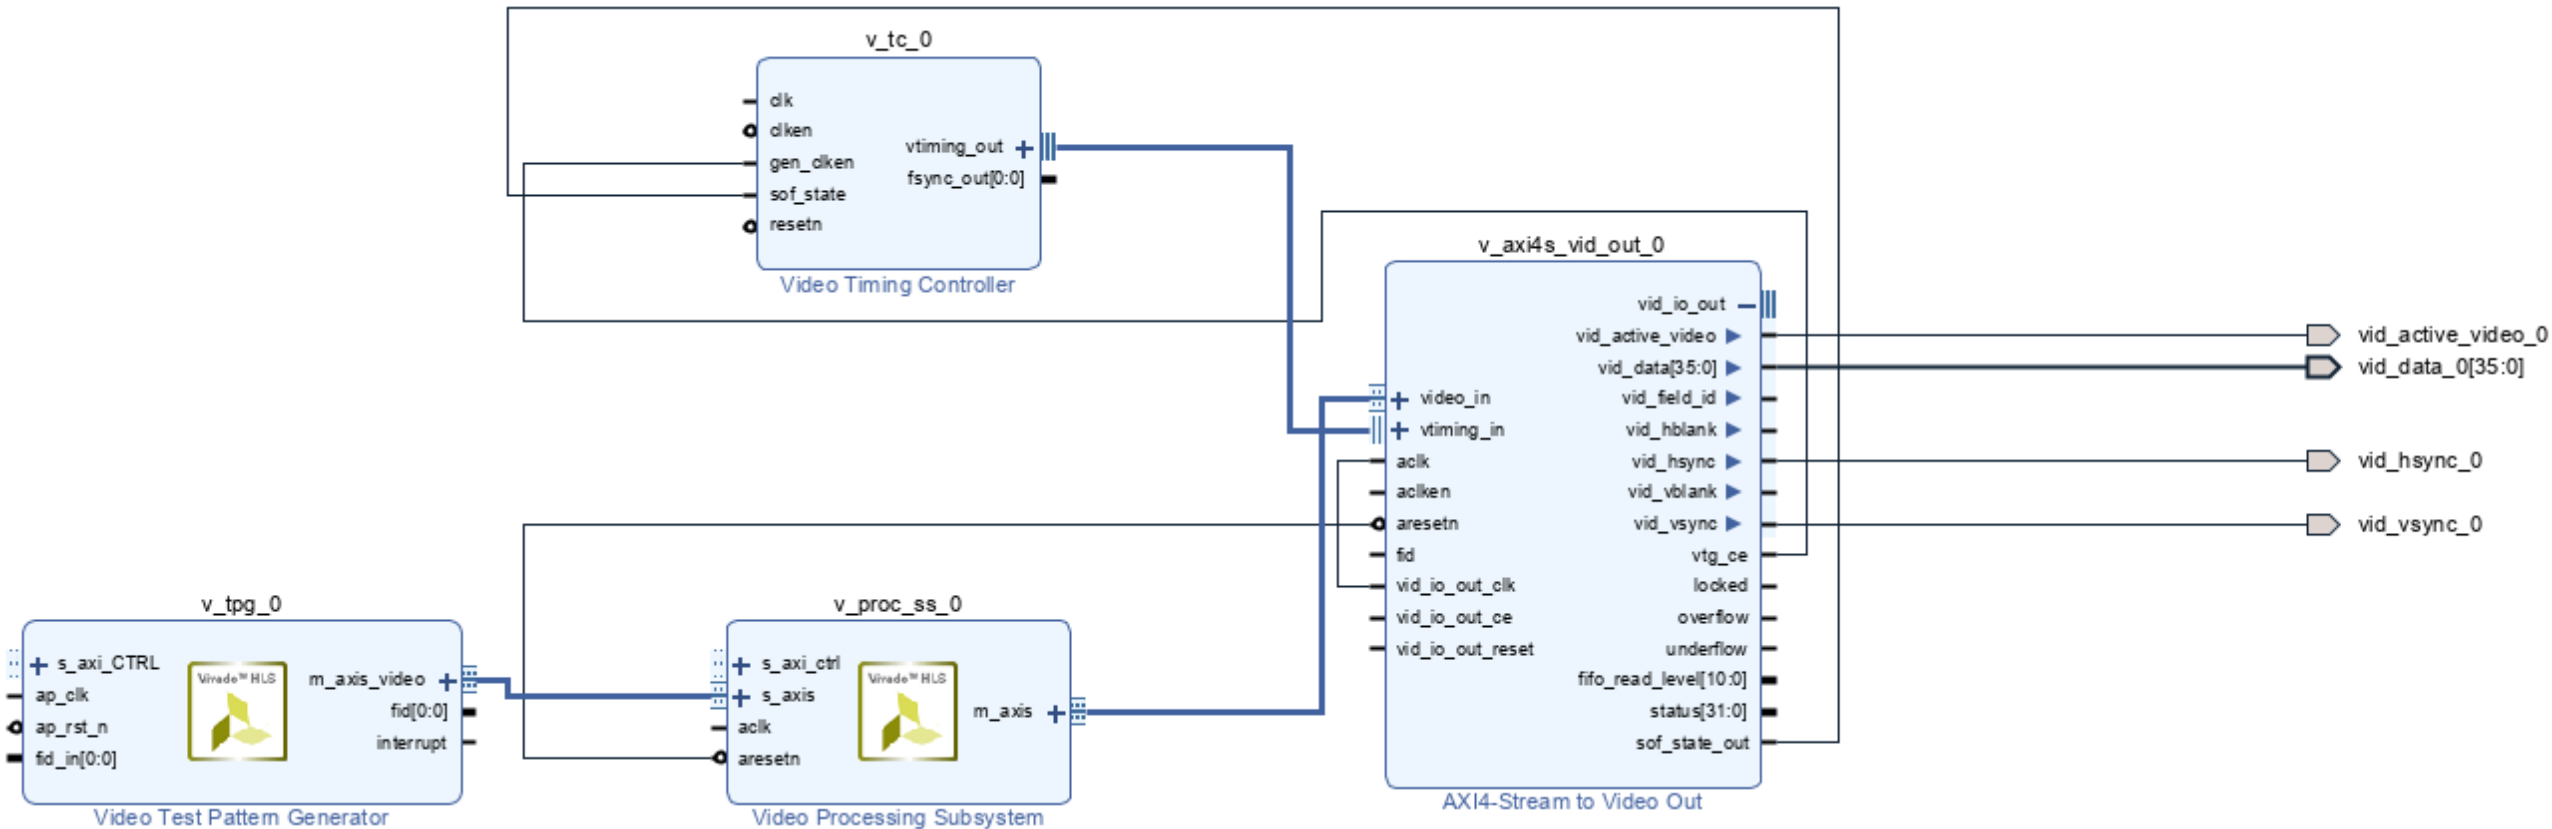 v_tc_0
clk
clken
gen_clken
sof_state
resetn
vtiming_out
fsync_out[0:0]
Video Timing Controller
v_axi4s_vid_out_0
video_in
vtiming_in
aclk
aclken
aresetn
fid
vid_io_out_clk
vid_io_out_ce
vid_io_out_reset
vid_io_out
vid_active_video
vid_data[35:0]
vid_field_id
vid_hblank
vid_hsync
vid_vblank
vid_vsync
vtg_ce
locked
overflow
underflow
fifo_read_level[10:0]
status[31:0]
sof_state_out
AXI4-Stream to Video Out
vid_active_video_0
vid_data_0[35:0]
vid_hsync_0
vid_vsync_0
v_tpg_0
s_axi_CTRL
ap_clk
ap_rst_n
fid_in[0:0]
Vivado™ HLS
m_axis_video
fid[0:0]
interrupt
Video Test Pattern Generator
v_proc_ss_0
s_axi_ctrl
s_axis
aclk
aresetn
Vivado™ HLS
m_axis
Video Processing Subsystem